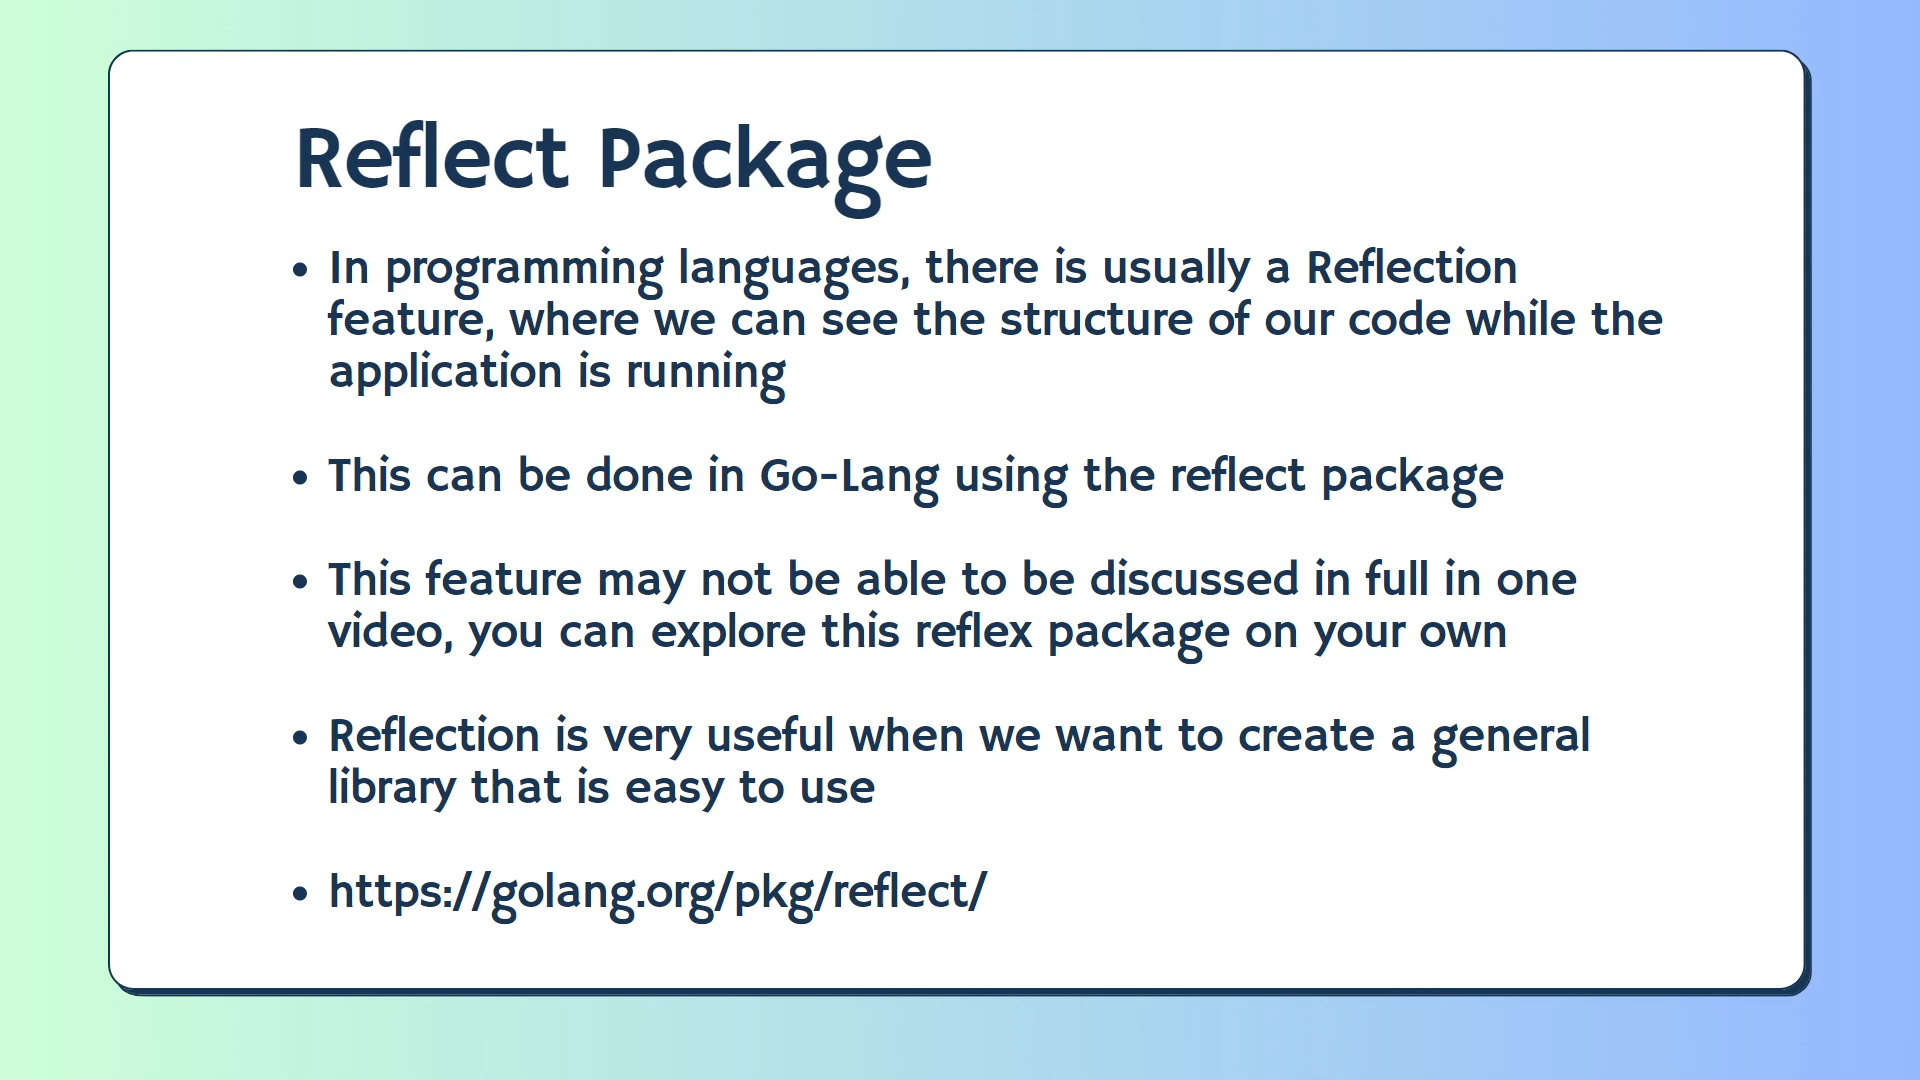 Reflect Package
• In programming languages, there is usually a Reflection
feature, where we can see the structure of our code while the
application is running
• This can be done in Go-Lang using the reflect package
• This feature may not be able to be discussed in full in one
video, you can explore this reflex package on your own
• Reflection is very useful when we want to create a general
library that is easy to use
• https://golang.org/pkg/reflect/